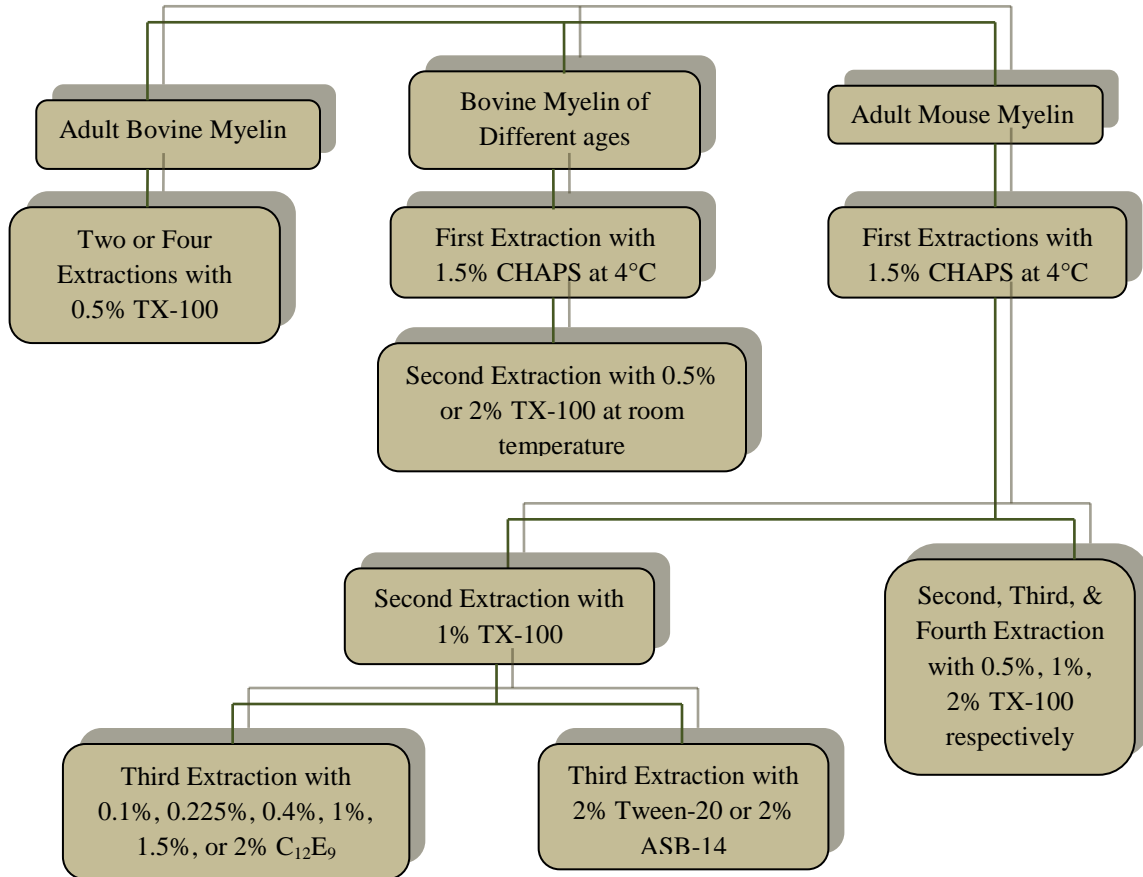 Adult Bovine Myelin
Bovine Myelin of
Different ages
Adult Mouse Myelin
Two or Four
Extractions with
0.5% TX-100
First Extraction with
1.5% CHAPS at 4°C
First Extractions with
1.5% CHAPS at 4°C
Second Extraction with 0.5%
or 2% TX-100 at room
temperature
Second Extraction with
1% TX-100
Second, Third, &
Fourth Extraction
with 0.5%, 1%,
2% TX-100
respectively
Third Extraction with
0.1%, 0.225%, 0.4%, 1%,
1.5%, or 2% C₁₂E₉
Third Extraction with
2% Tween-20 or 2%
ASB-14